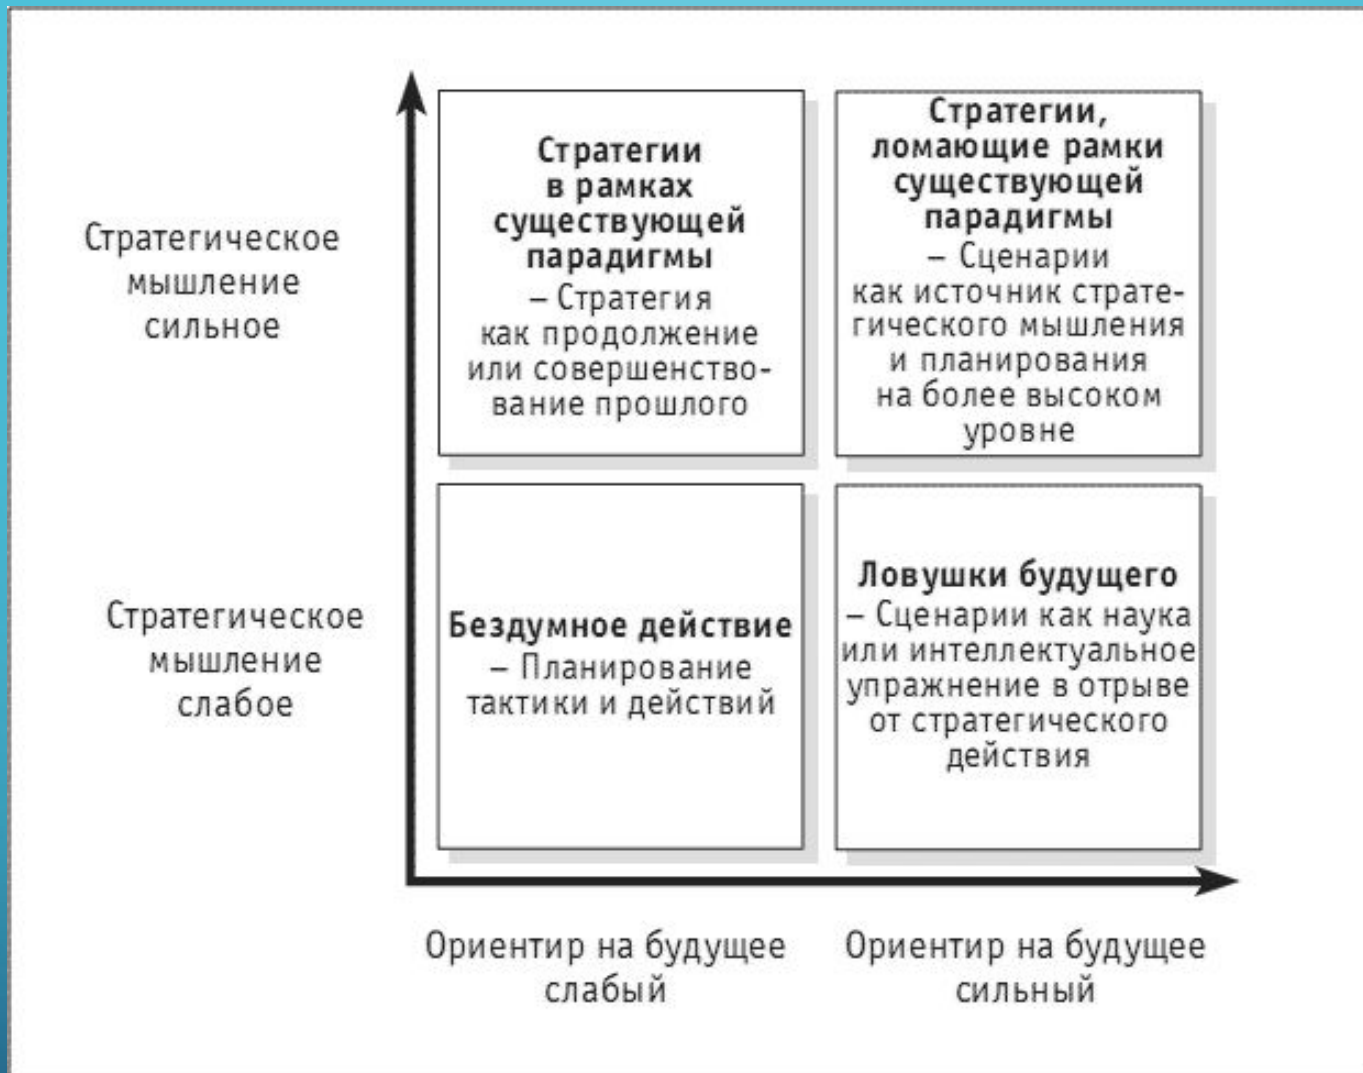 Стратегическое
мышление
сильное
Стратегии
в рамках
существующей
парадигмы
– Стратегия
как продолжение
или совершенство-
вание прошлого
Стратегии,
ломающие рамки
существующей
парадигмы
– Сценарии
как источник страте-
гического мышления
и планирования
на более высоком
уровне
Стратегическое
мышление
слабое
Бездумное действие
– Планирование
тактики и действий
Ловушки будущего
– Сценарии как наука
или интеллектуальное
упражнение в отрыве
от стратегического
действия
Ориентир на будущее
слабый
Ориентир на будущее
сильный